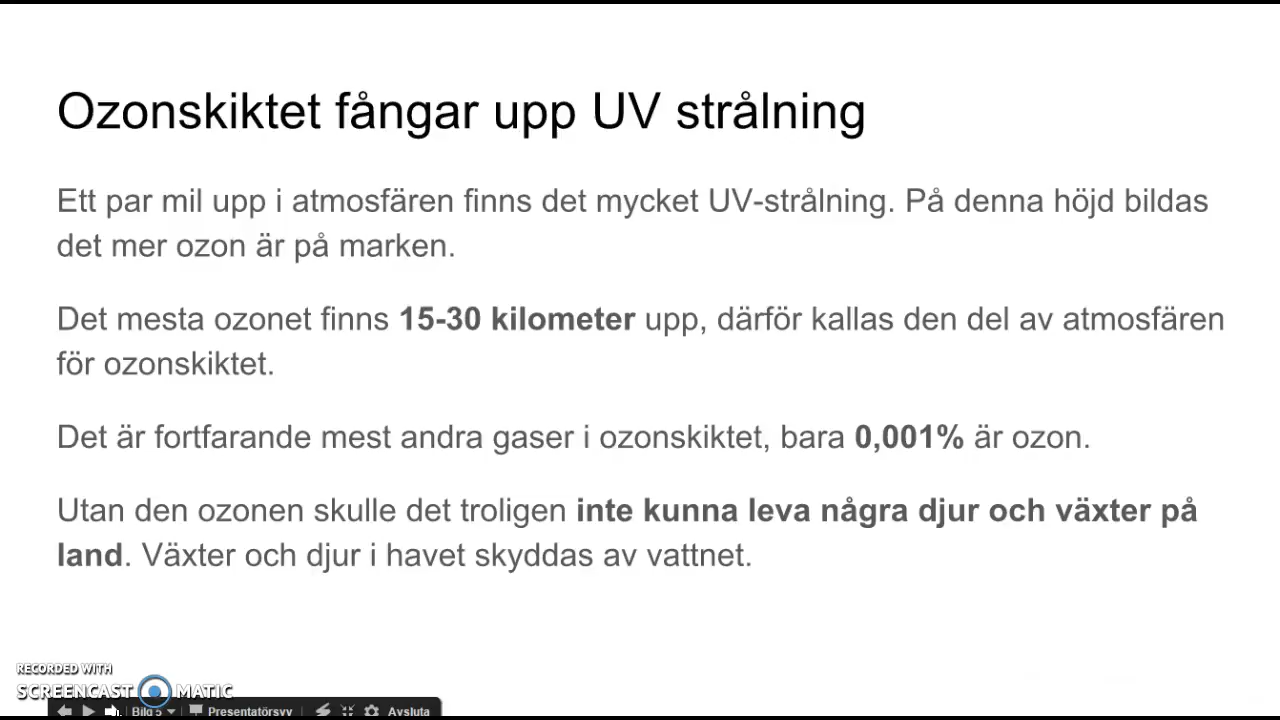 Ozonskiktet fångar upp UV strålning
Ett par mil upp i atmosfären finns det mycket UV-strålning. På denna höjd bildas
det mer ozon är på marken.
Det mesta ozonet finns 15-30 kilometer upp, därför kallas den del av atmosfären
för ozonskiktet.
Det är fortfarande mest andra gaser i ozonskiktet, bara 0,001% är ozon.
Utan den ozonen skulle det troligen inte kunna leva några djur och växter på
land. Växter och djur i havet skyddas av vattnet.
RECORDED WITH
SCREENCAST MATIC
Bild 5 Presentatörsvy Avsluta